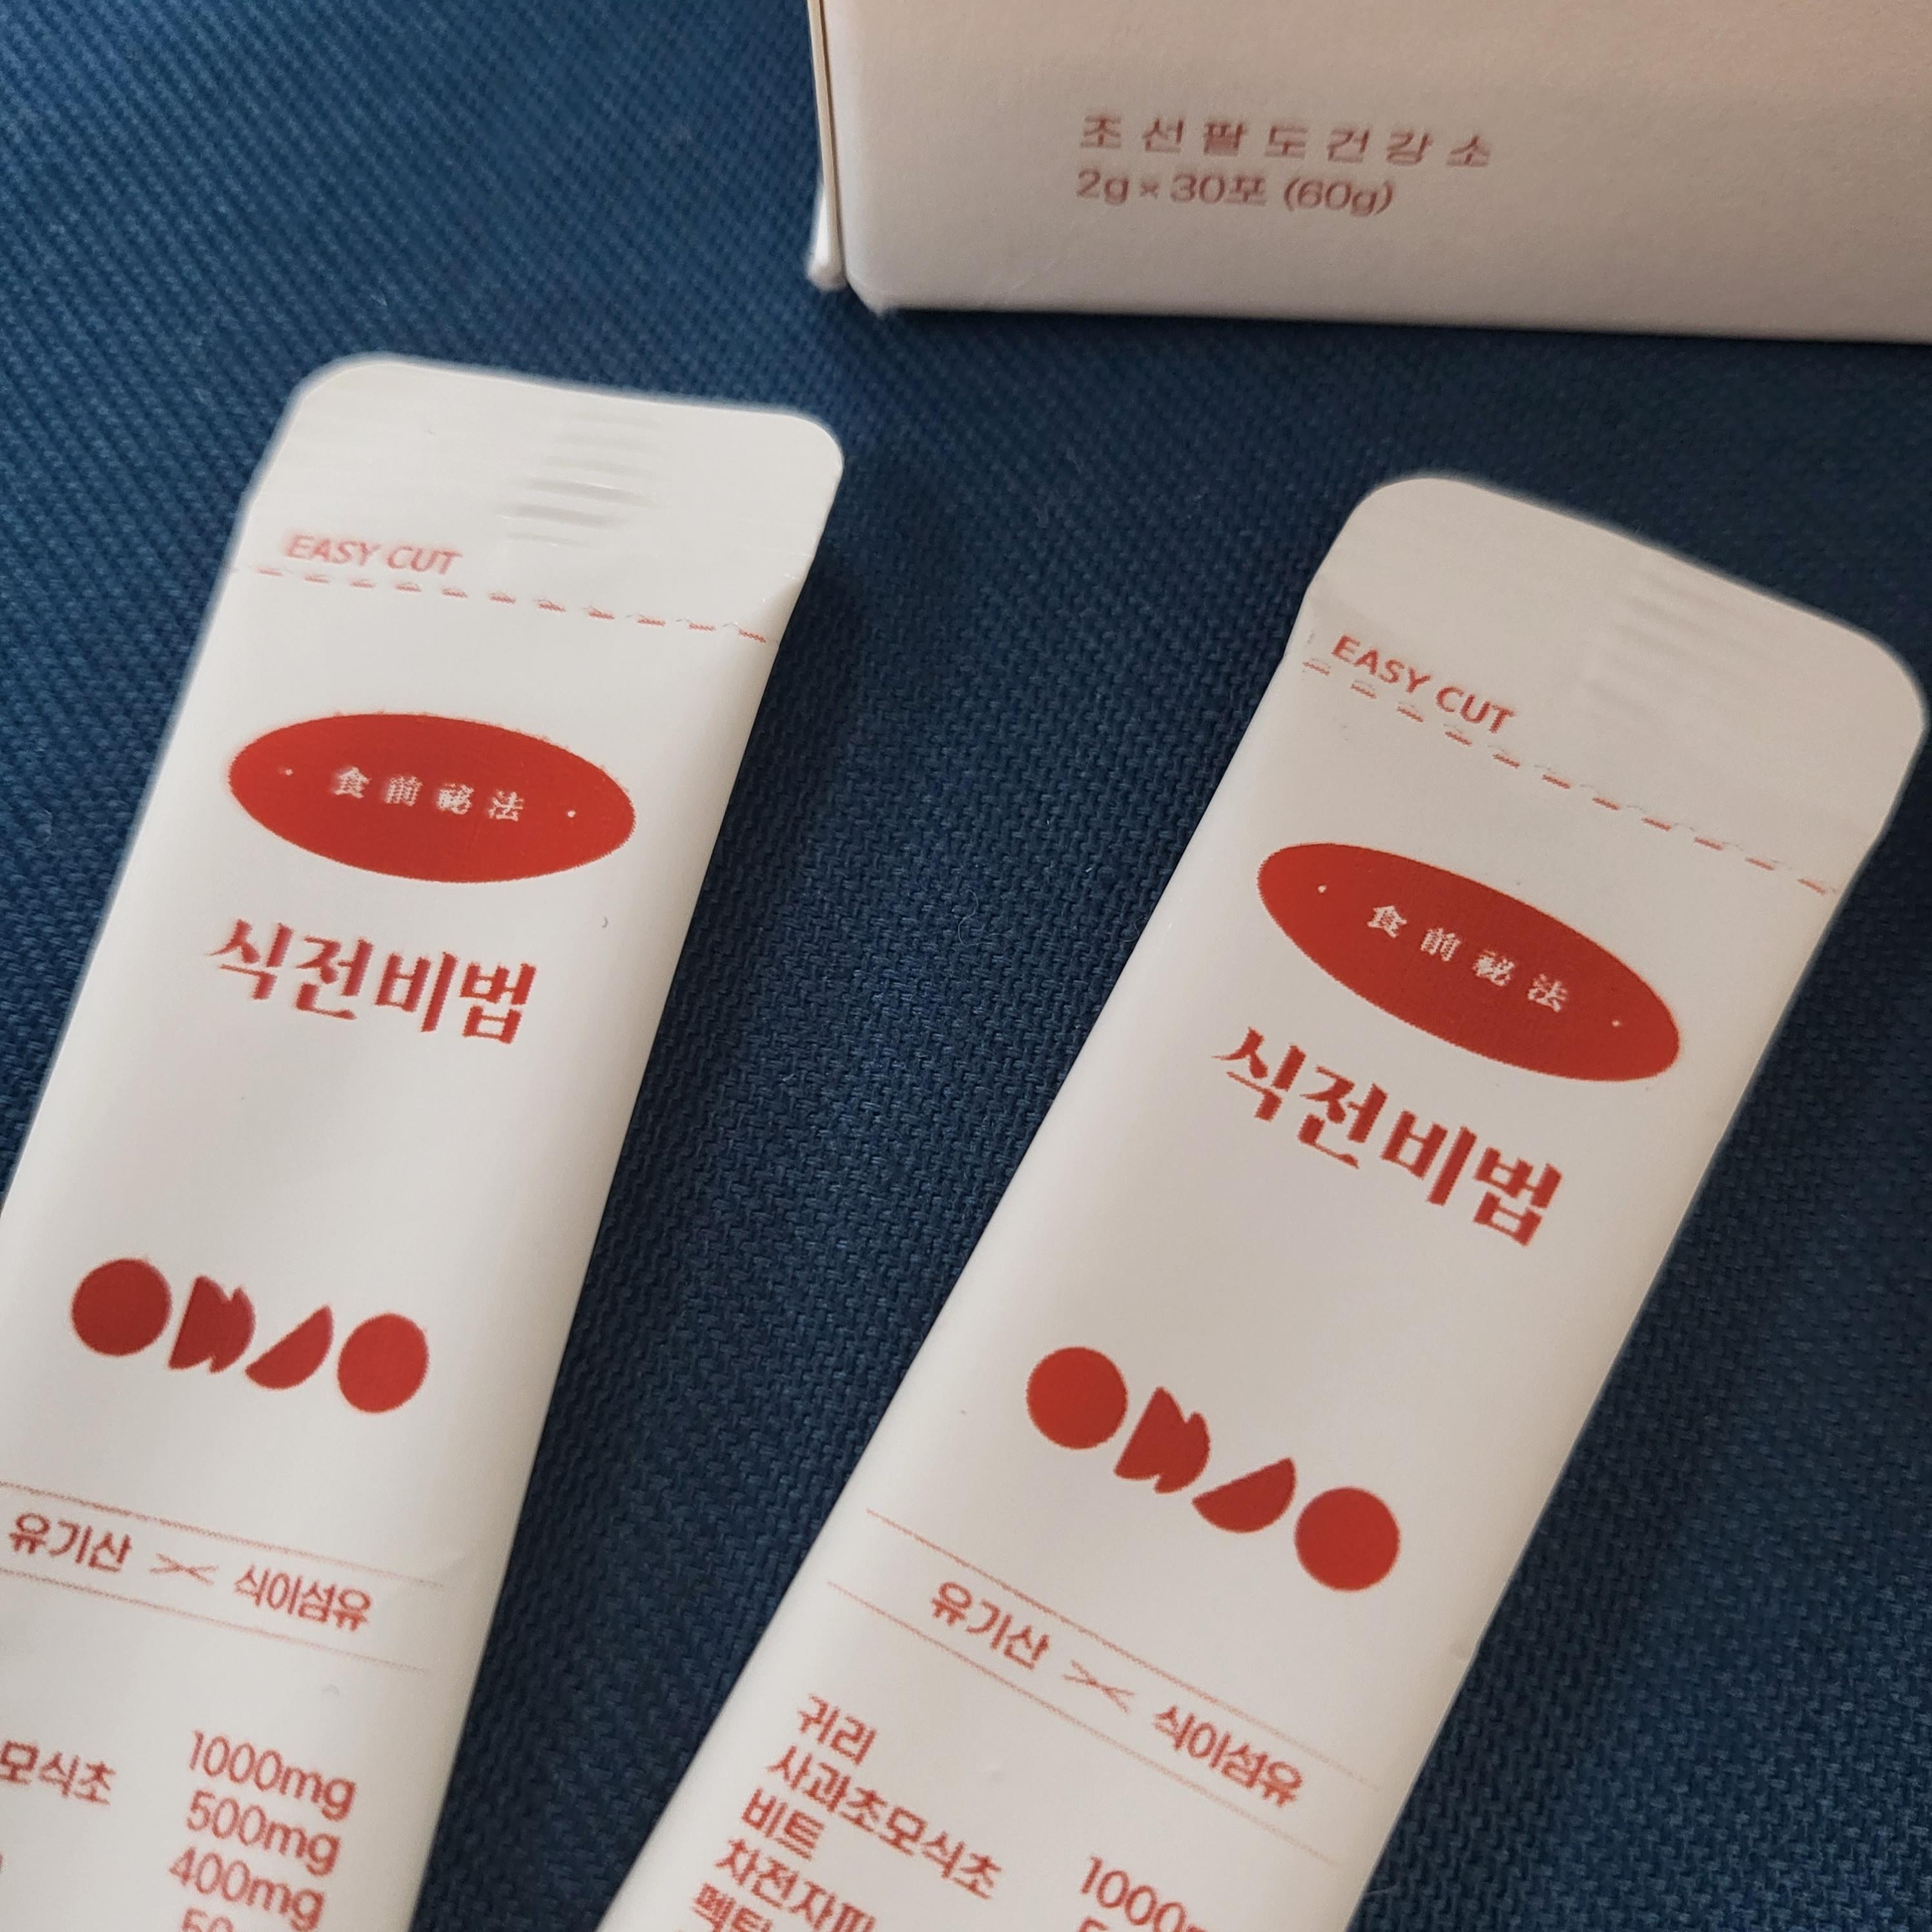 조선팔도건강소
2g×30포 (60g)
EASY CUT
· 食前祕法 ·
식전비법
유기산 식이섬유
모식초
1000mg
500mg
400mg
EASY CUT
· 食前祕法 ·
식전비법
유기산 식이섬유
귀리
사과초모식초
비트
차전자피